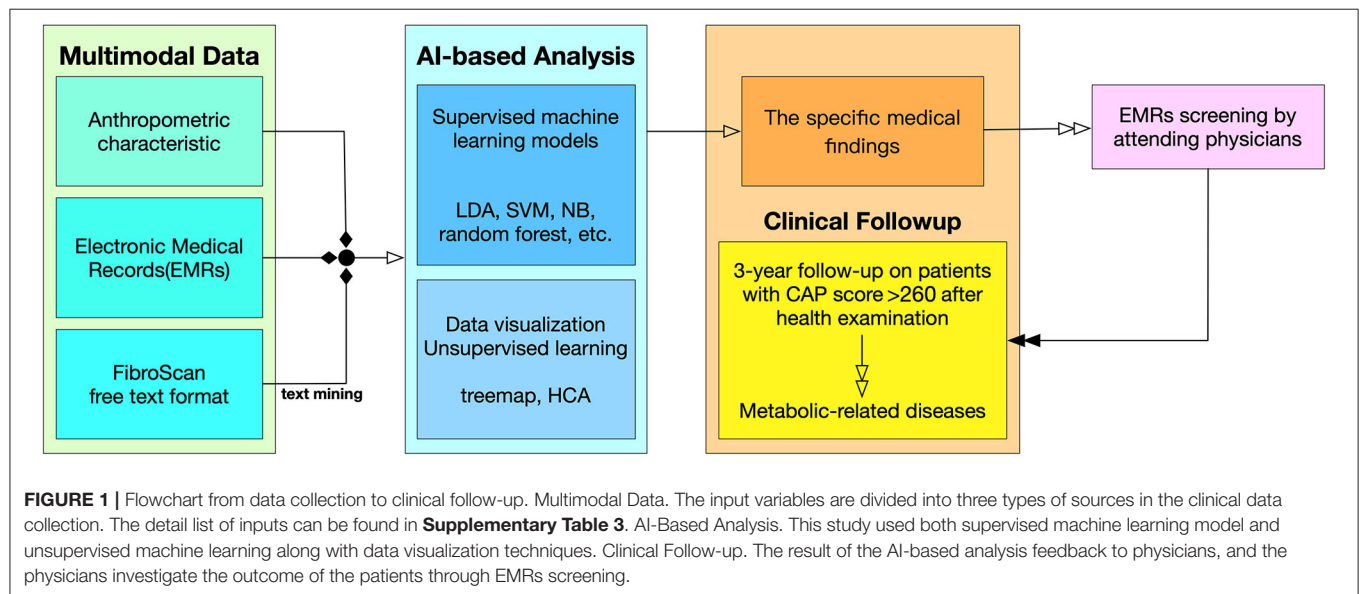 Multimodal Data
Anthropometric
characteristic
Electronic Medical
Records(EMRs)
FibroScan
free text format
text mining
AI-based Analysis
Supervised machine
learning models
LDA, SVM, NB,
random forest, etc.
Data visualization
Unsupervised learning
treemap, HCA
The specific medical
findings
Clinical Followup
3-year follow-up on patients
with CAP score >260 after
health examination
Metabolic-related diseases
EMRs screening by
attending physicians
FIGURE 1 | Flowchart from data collection to clinical follow-up. Multimodal Data. The input variables are divided into three types of sources in the clinical data
collection. The detail list of inputs can be found in Supplementary Table 3. AI-Based Analysis. This study used both supervised machine learning model and
unsupervised machine learning along with data visualization techniques. Clinical Follow-up. The result of the AI-based analysis feedback to physicians, and the
physicians investigate the outcome of the patients through EMRs screening.